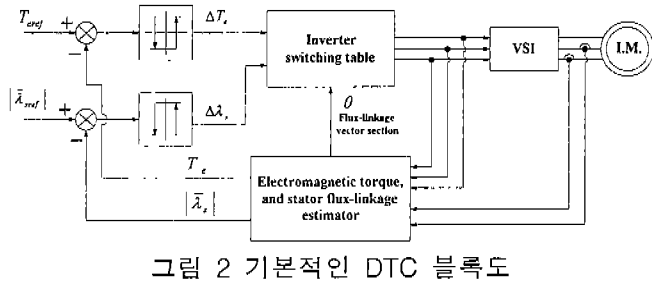 T_eref
+
−
ΔT_e
Inverter
switching table
VSI
I.M.
|λ̄_sref|
+
−
Δλ_s
θ
Flux-linkage
vector section
T_e
|λ̄_s|
Electromagnetic torque,
and stator flux-linkage
estimator
그림 2 기본적인 DTC 블록도